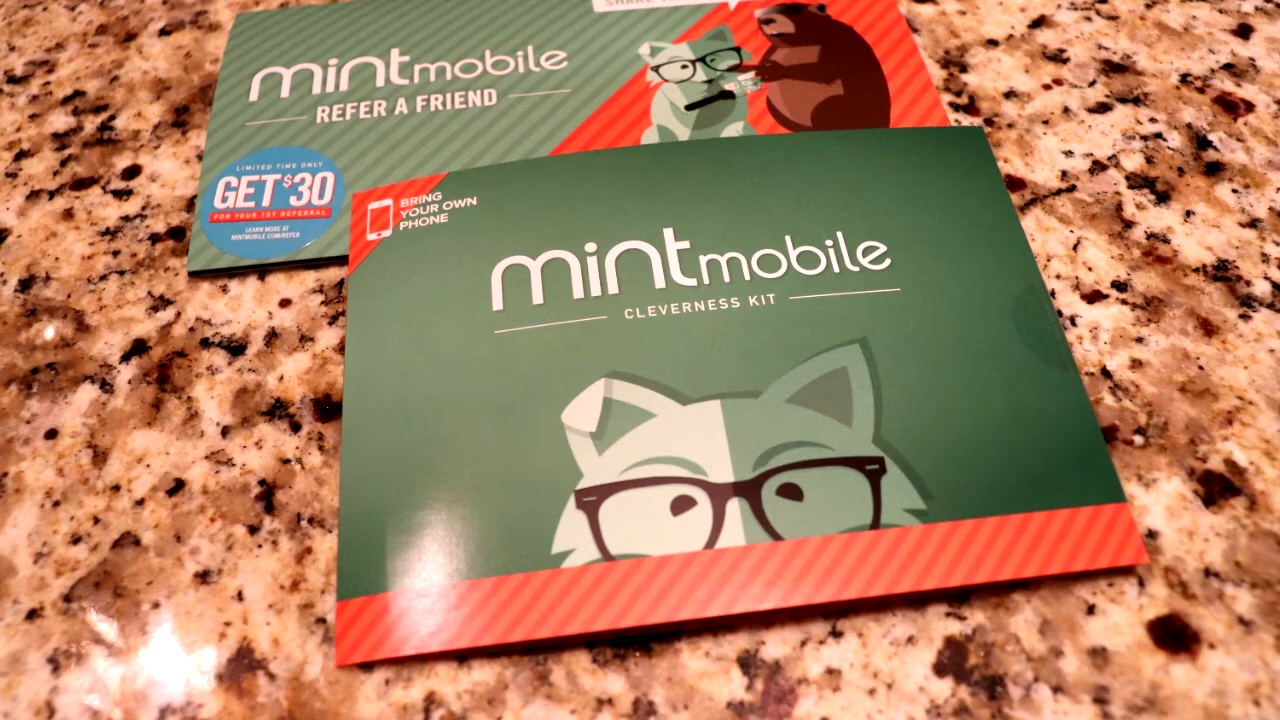 mintmobile
REFER A FRIEND
LIMITED TIME ONLY
GET $30
FOR YOUR 1ST REFERRAL
LEARN MORE AT
MINTMOBILE.COM/REFER
BRING
YOUR OWN
PHONE
mintmobile
CLEVERNESS KIT